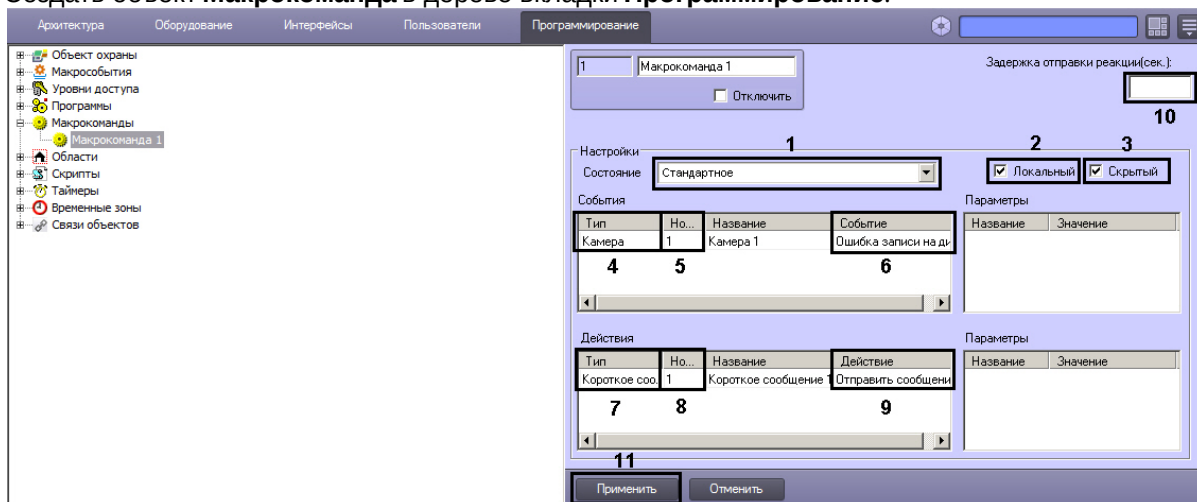 Создать объект Макрокоманда в дереве вкладки Программирование.
Архитектура Оборудование Интерфейсы Пользователи Программирование
Объект охраны
Макрособытия
Уровни доступа
Программы
Макрокоманды
Макрокоманда 1
Области
Скрипты
Таймеры
Временные зоны
Связи объектов
1 Макрокоманда 1
Отключить
Задержка отправки реакции(сек.):
10
1 2 3
Настройки
Состояние Стандартное Локальный Скрытый
События Параметры
Тип Но... Название Событие Название Значение
Камера 1 Камера 1 Ошибка записи на ди
4 5 6
Действия Параметры
Тип Но... Название Действие Название Значение
Короткое соо. 1 Короткое сообщение 1 Отправить сообщени
7 8 9
11
Применить Отменить